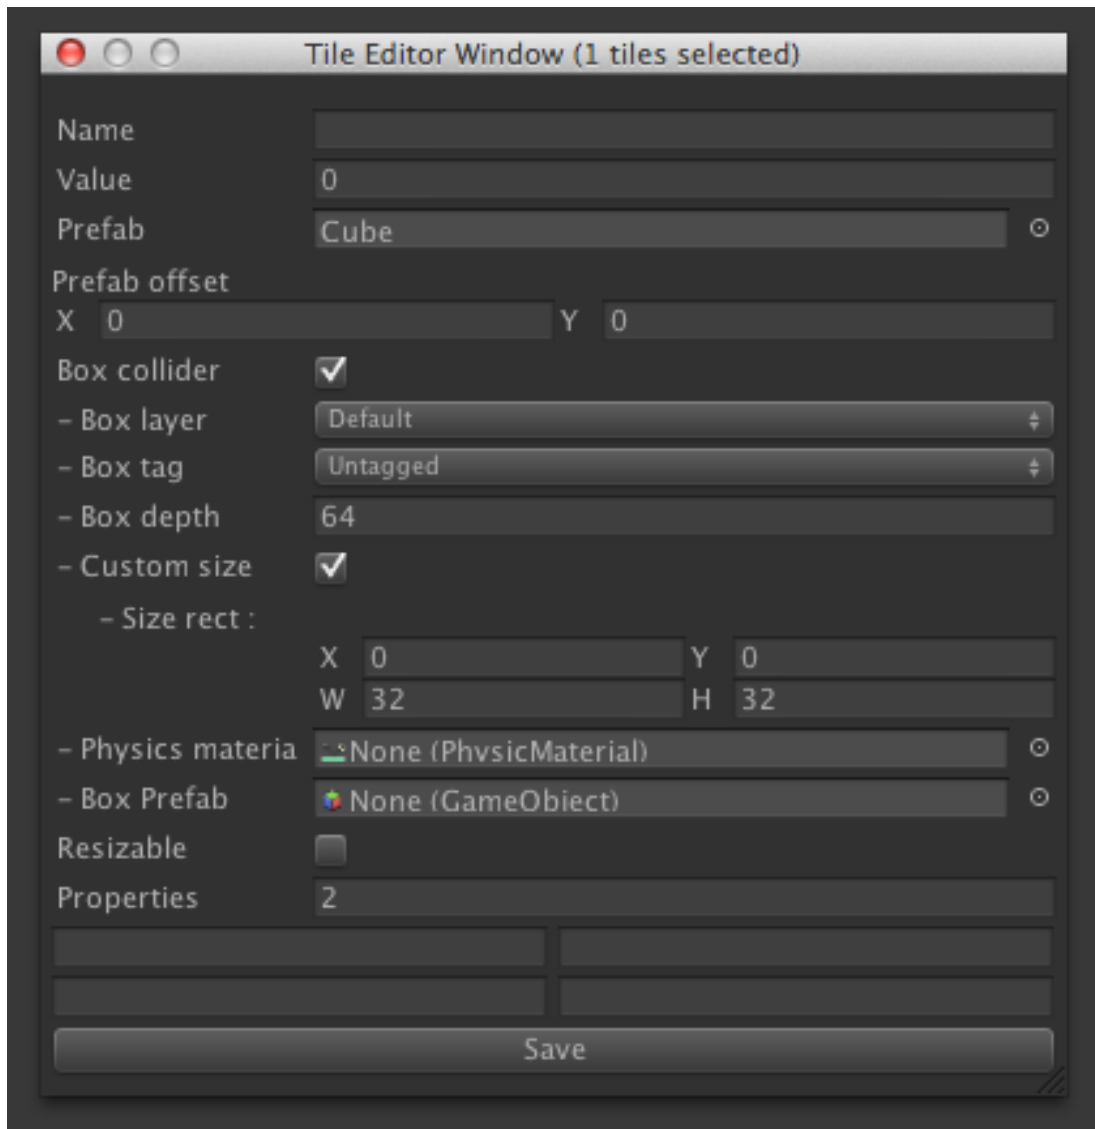 Tile Editor Window (1 tiles selected)
Name
Value 0
Prefab Cube
Prefab offset
X 0 Y 0
Box collider
– Box layer Default
– Box tag Untagged
– Box depth 64
– Custom size
– Size rect :
X 0 Y 0
W 32 H 32
– Physics materia None (PhysicMaterial)
– Box Prefab None (GameObject)
Resizable
Properties 2
Save